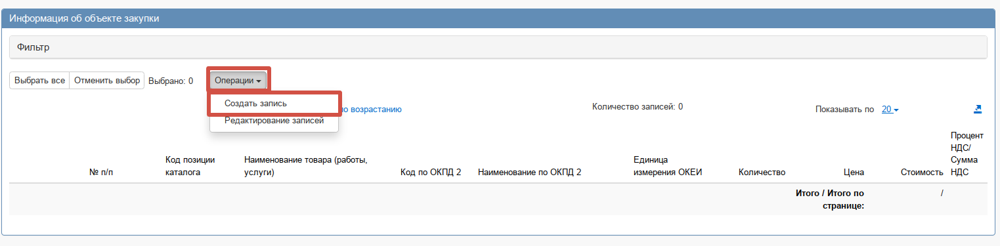 Информация об объекте закупки
Фильтр
Выбрать все Отменить выбор Выбрано: 0 Операции
Создать запись
по возрастанию Количество записей: 0 Показывать по 20
Редактирование записей
№ п/п
Код позиции
каталога
Наименование товара (работы,
услуги)
Код по ОКПД 2
Наименование по ОКПД 2
Единица
измерения ОКЕИ
Количество
Цена
Стоимость
Процент
НДС/
Сумма
НДС
Итого / Итого по
странице:
/